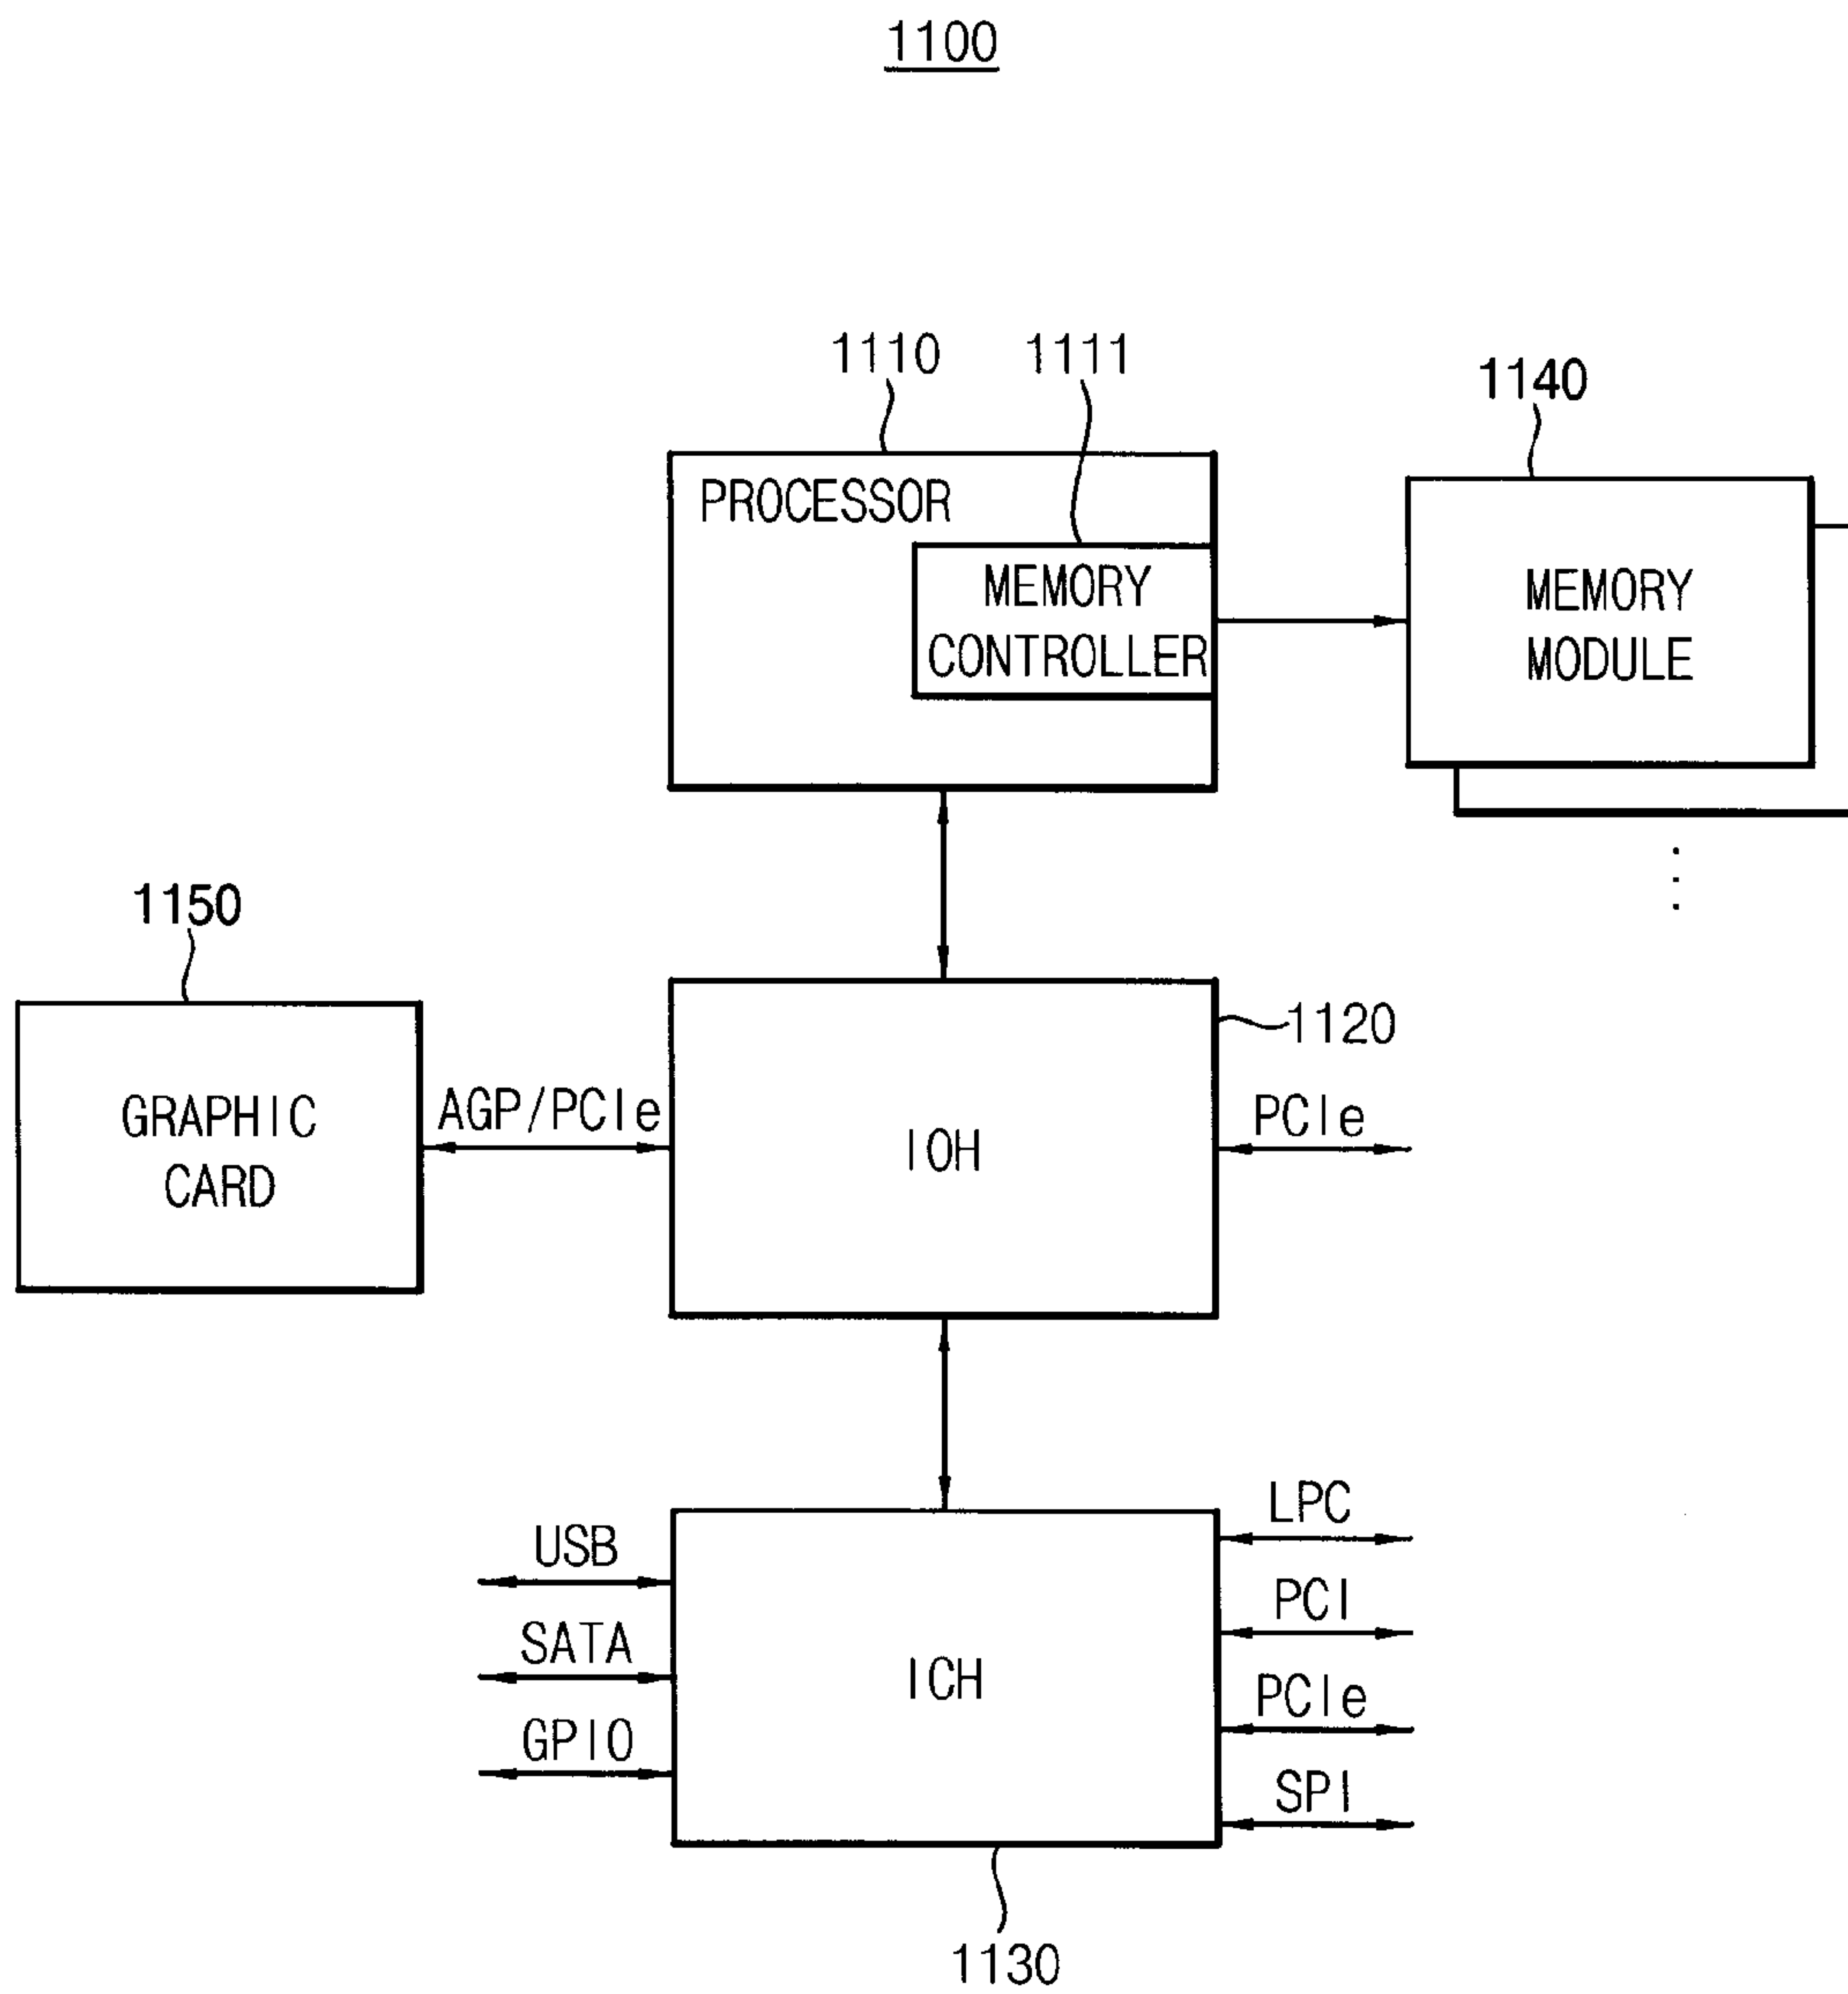 1100
1110
1111
1140
PROCESSOR
MEMORY
CONTROLLER
MEMORY
MODULE
1150
1120
GRAPHIC
CARD
AGP/PCIe
IOH
PCIe
USB
SATA
GPIO
ICH
LPC
PCI
PCIe
SPI
1130